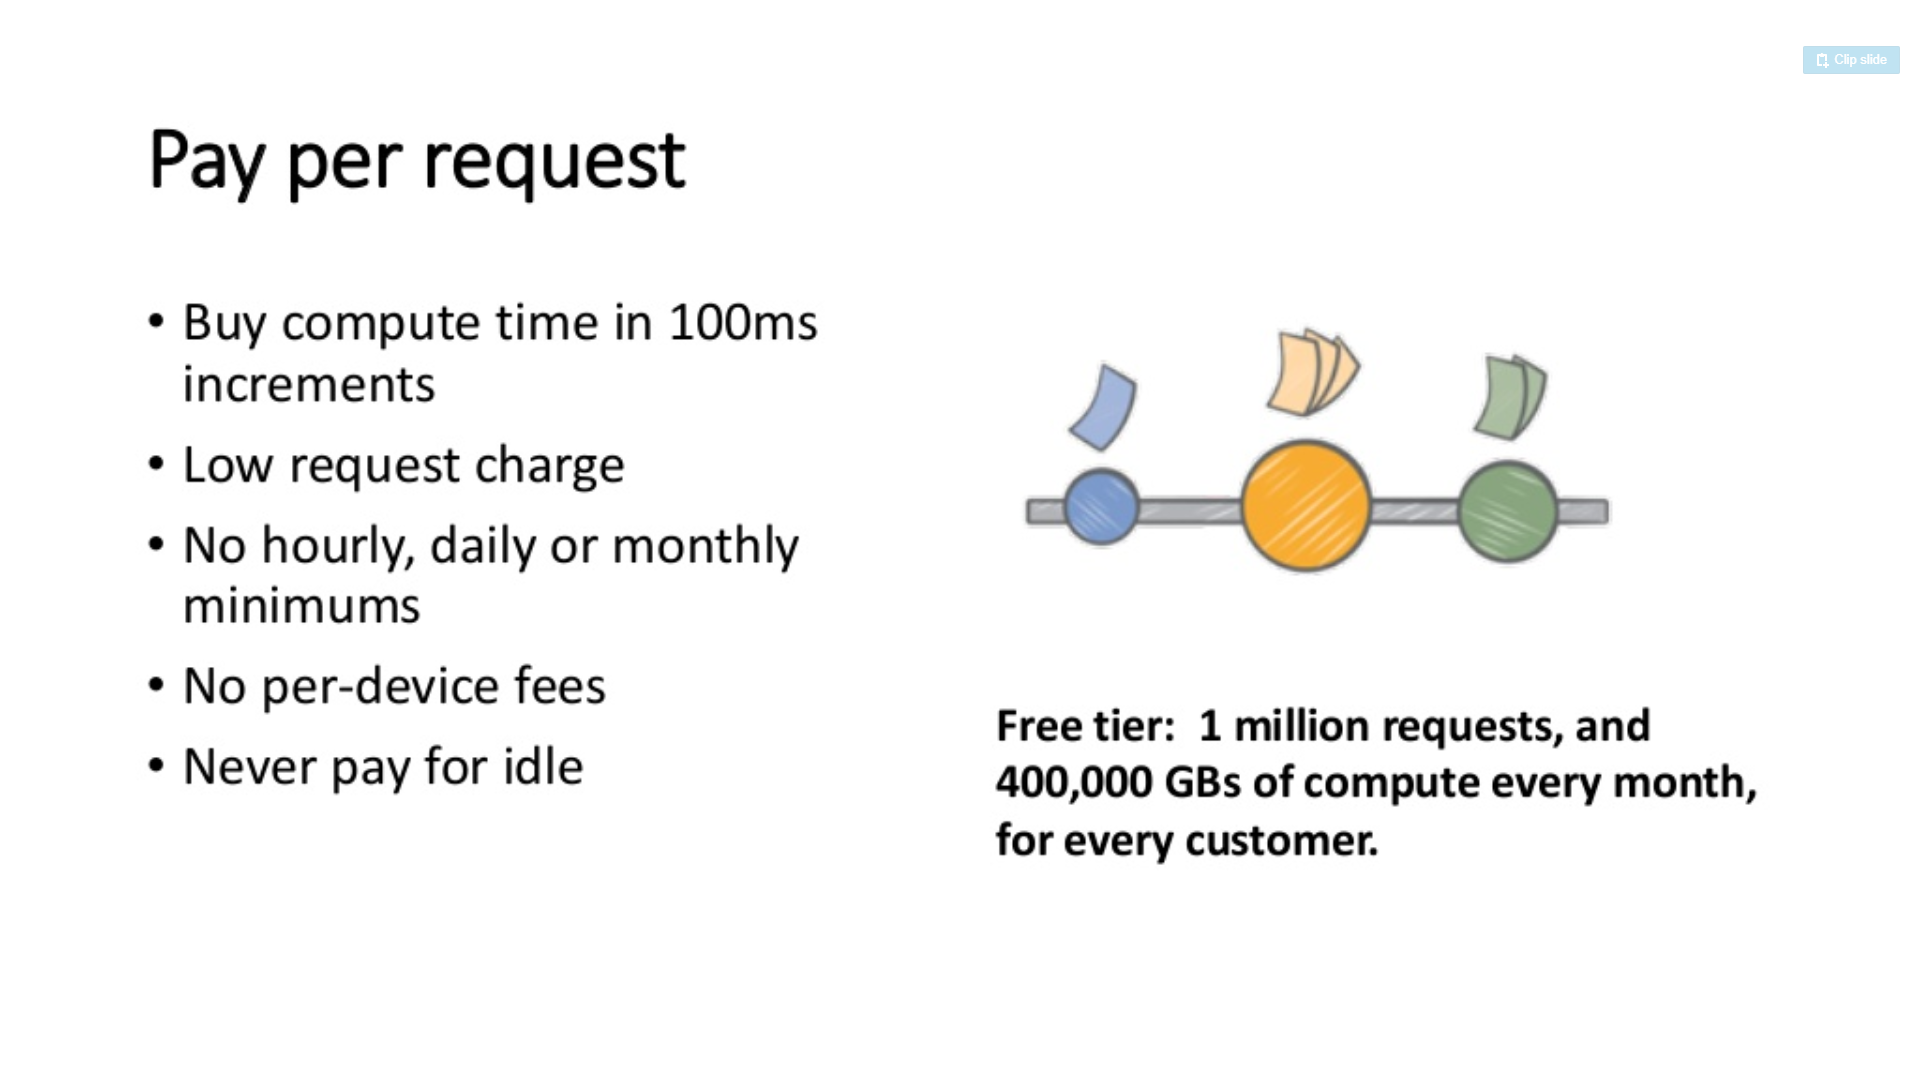 Clip slide
Pay per request
• Buy compute time in 100ms
increments
• Low request charge
• No hourly, daily or monthly
minimums
• No per-device fees
• Never pay for idle
Free tier:  1 million requests, and
400,000 GBs of compute every month,
for every customer.